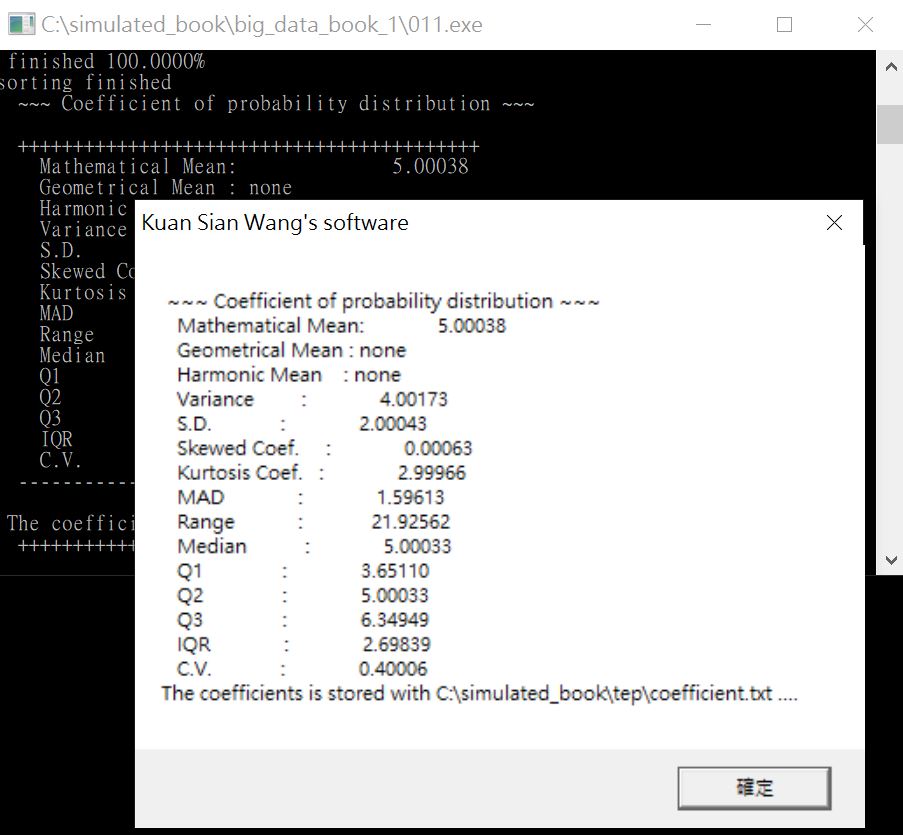 C:\simulated_book\big_data_book_1\011.exe
finished 100.0000%
sorting finished
~~~ Coefficient of probability distribution ~~~
+++++++++++++++++++++++++++++++++++++++++++
Mathematical Mean: 5.00038
Geometrical Mean : none
Harmonic
Variance
S.D.
Skewed Co
Kurtosis
MAD
Range
Median
Q1
Q2
Q3
IQR
C.V.
-----------
The coeffici
+++++++++++
Kuan Sian Wang's software
~~~ Coefficient of probability distribution ~~~
Mathematical Mean: 5.00038
Geometrical Mean : none
Harmonic Mean : none
Variance : 4.00173
S.D. : 2.00043
Skewed Coef. : 0.00063
Kurtosis Coef. : 2.99966
MAD : 1.59613
Range : 21.92562
Median : 5.00033
Q1 : 3.65110
Q2 : 5.00033
Q3 : 6.34949
IQR : 2.69839
C.V. : 0.40006
The coefficients is stored with C:\simulated_book\tep\coefficient.txt ....
確定